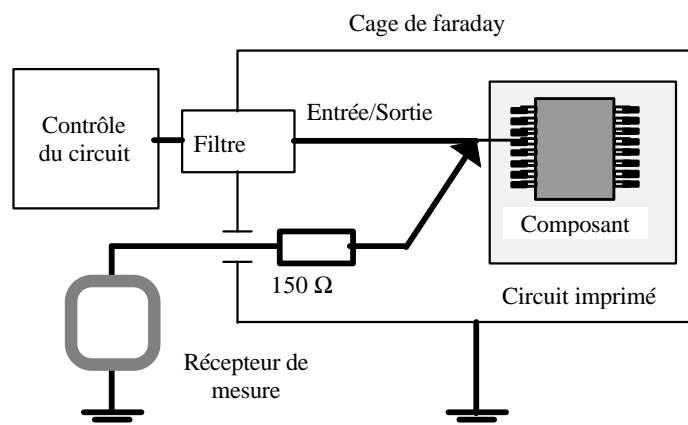 Cage de faraday
Contrôle
du circuit
Filtre
Entrée/Sortie
Composant
150 Ω
Circuit imprimé
Récepteur de
mesure